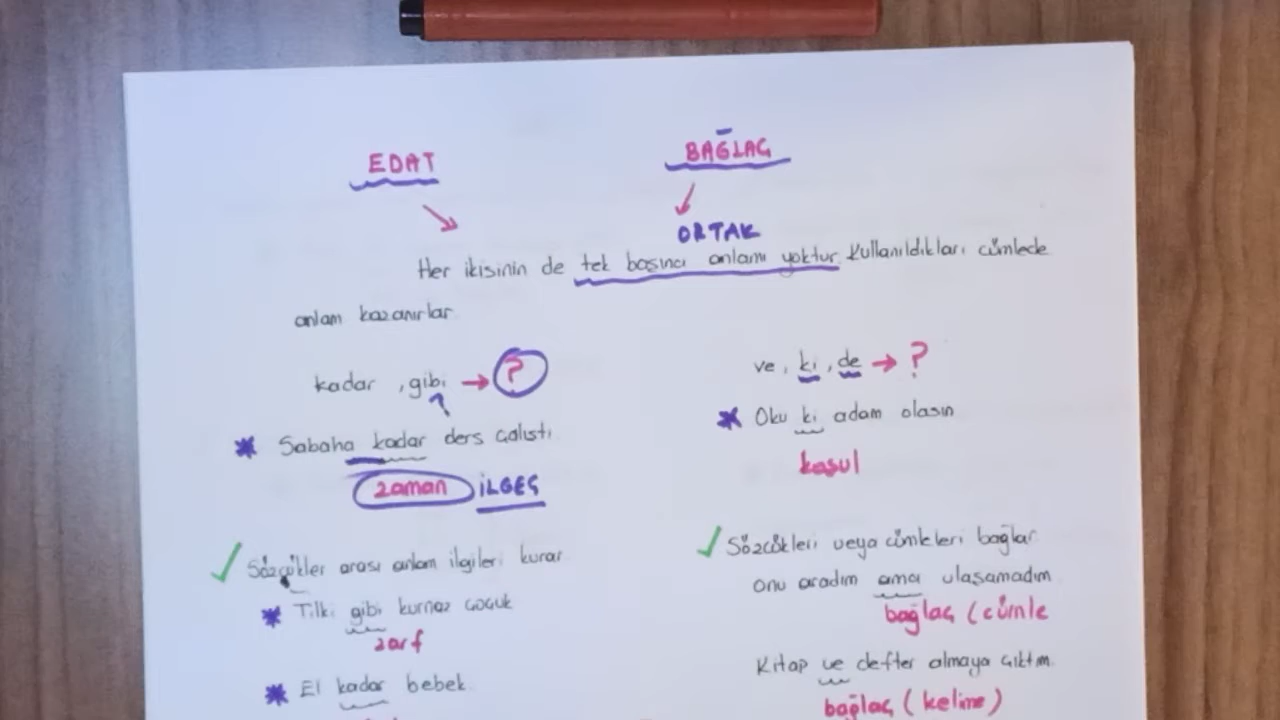 EDAT
BAĞLAÇ
ORTAK
Her ikisinin de tek başına anlamı yoktur. Kullanıldıkları cümlede
anlam kazanırlar.
kadar , gibi → ?
Sabaha kadar ders çalıştı.
zaman İLGEÇ
✓ Sözcükler arası anlam ilgileri kurar.
Tilki gibi kurnaz çocuk
zarf
El kadar bebek.
ve , ki , de → ?
Oku ki adam olasın
koşul
✓ Sözcükleri veya cümleleri bağlar.
onu aradım ama ulaşamadım
bağlaç (cümle
Kitap ve defter almaya çıktım.
bağlaç (kelime)